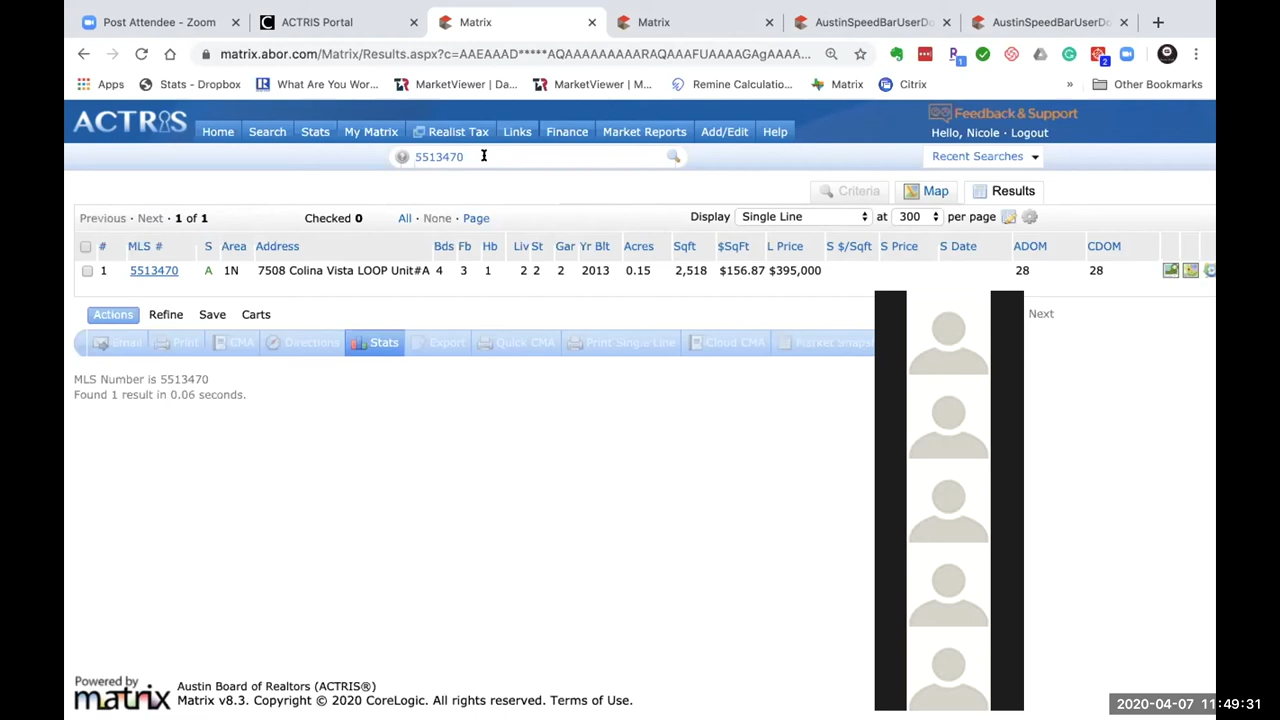 Post Attendee - Zoom × ACTRIS Portal × Matrix × Matrix × AustinSpeedBarUserDo × AustinSpeedBarUserDo × +
matrix.abor.com/Matrix/Results.aspx?c=AAEAAAD*****AQAAAAAAAAARAQAAAFUAAAAGAgAAAA...
Apps Stats - Dropbox What Are You Wor... MarketViewer | Da... MarketViewer | M... Remine Calculatio... Matrix Citrix » Other Bookmarks
ACTRIS Feedback & Support
Home Search Stats My Matrix Realist Tax Links Finance Market Reports Add/Edit Help Hello, Nicole · Logout
5513470 Recent Searches
Criteria Map Results
Previous · Next · 1 of 1 Checked 0 All · None · Page Display Single Line at 300 per page
# MLS # S Area Address Bds Fb Hb Liv St Gar Yr Blt Acres Sqft $SqFt L Price S $/Sqft S Price S Date ADOM CDOM
1 5513470 A 1N 7508 Colina Vista LOOP Unit#A 4 3 1 2 2 2 2013 0.15 2,518 $156.87 $395,000 28 28
Actions Refine Save Carts Next
Email Print CMA Directions Stats Export Quick CMA Print Single Line Cloud CMA Market Snaps
MLS Number is 5513470
Found 1 result in 0.06 seconds.
Powered by
matrix
Austin Board of Realtors (ACTRIS®)
Matrix v8.3. Copyright © 2020 CoreLogic. All rights reserved. Terms of Use.
2020-04-07 11:49:31